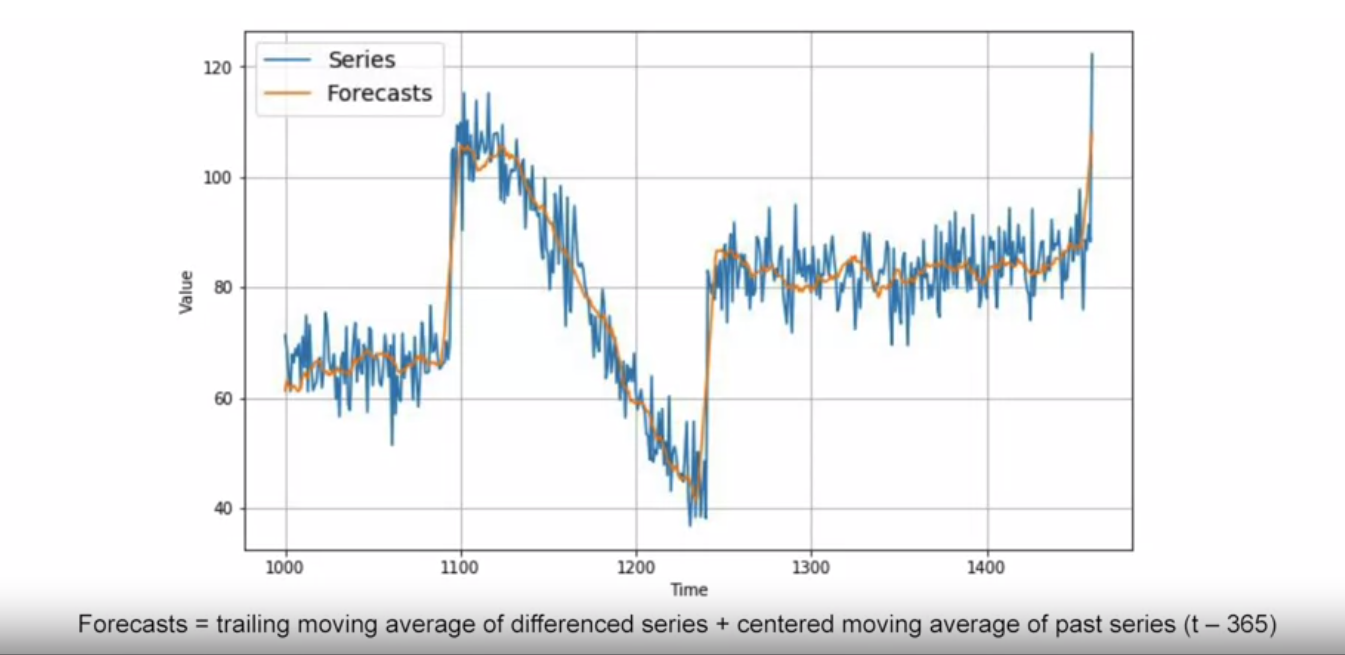 Series
Forecasts
120
100
80
60
40
Value
1000 1100 1200 1300 1400
Time
Forecasts = trailing moving average of differenced series + centered moving average of past series (t – 365)